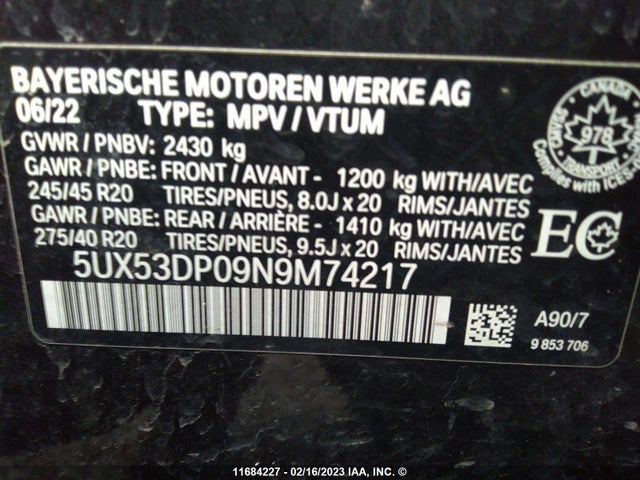 BAYERISCHE MOTOREN WERKE AG
06/22 TYPE: MPV / VTUM
GVWR / PNBV: 2430 kg
GAWR / PNBE: FRONT / AVANT - 1200 kg WITH/AVEC
245/45 R20 TIRES/PNEUS, 8.0J x 20 RIMS/JANTES
GAWR / PNBE: REAR / ARRIÈRE - 1410 kg WITH/AVEC
275/40 R20 TIRES/PNEUS, 9.5J x 20 RIMS/JANTES
CANADA
978
TRANSPORT
Complies with ICES
EC
5UX53DP09N9M74217
A90/7
9 853 706
11684227 - 02/16/2023 IAA, INC. ©